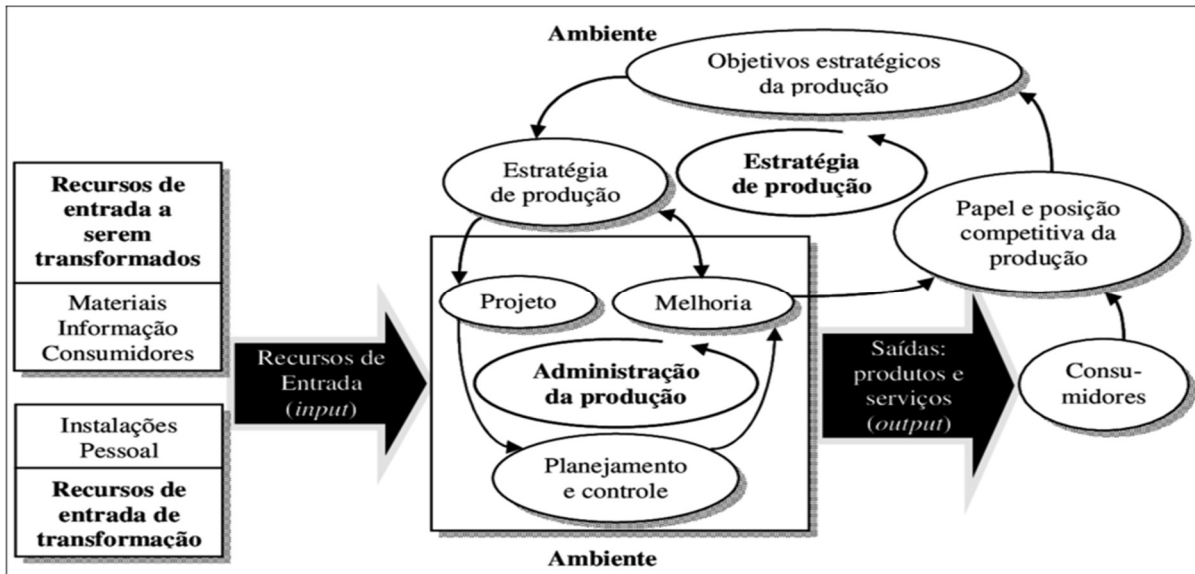 Ambiente
Objetivos estratégicos
da produção
Estratégia
de produção
Estratégia
de produção
Papel e posição
competitiva da
produção
Recursos de
entrada a
serem
transformados
Materiais
Informação
Consumidores
Instalações
Pessoal
Recursos de
entrada de
transformação
Recursos de
Entrada
(input)
Projeto
Melhoria
Administração
da produção
Planejamento
e controle
Saídas:
produtos e
serviços
(output)
Consu-
midores
Ambiente